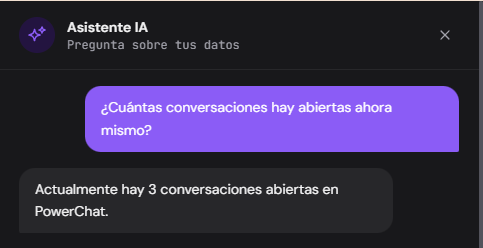 Asistente IA
Pregunta sobre tus datos
¿Cuántas conversaciones hay abiertas ahora
mismo?
Actualmente hay 3 conversaciones abiertas en
PowerChat.